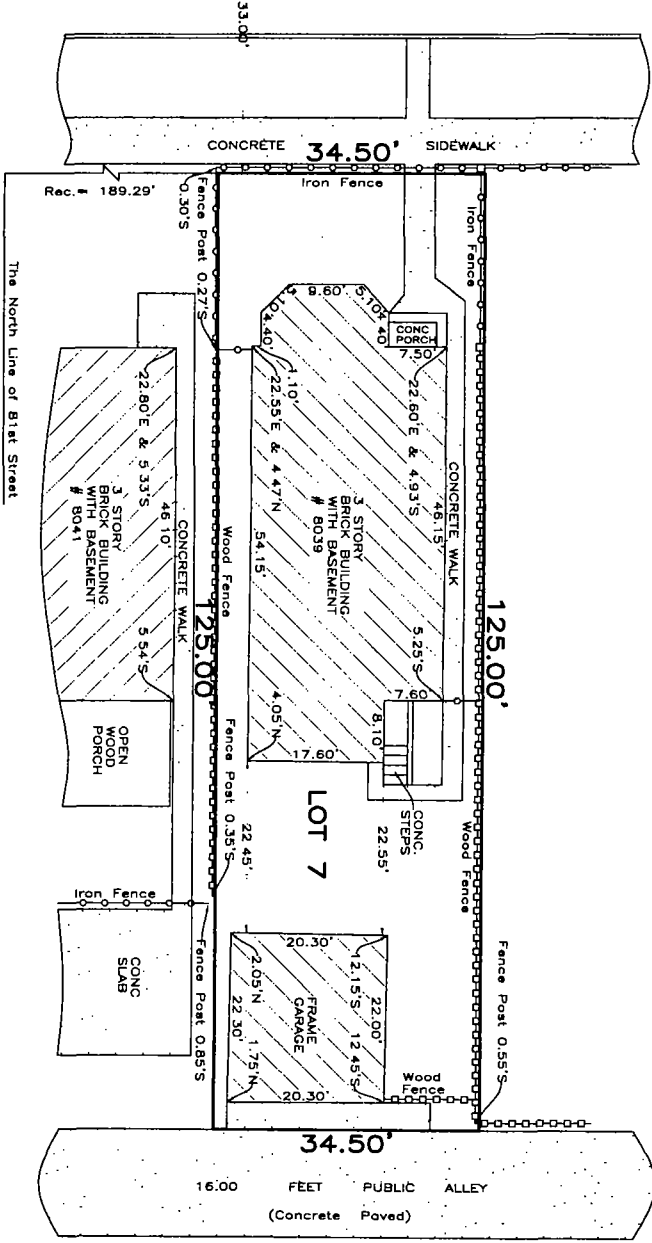 33.00'
CONCRETE SIDEWALK
34.50'
Iron Fence
Rec.= 189.29'
Fence Post 0.30'S
Iron Fence
Fence Post 0.27'S
The North Line of 81st Street
9.60'
5.10'
5.10'
4.40'
4.40
CONC
PORCH
7.50'
1.10'
22.55'E & 4.47'N
22.60'E & 4.93'S
22.80'E & 5.33'S
46.10'
46.15'
CONCRETE WALK
3 STORY
BRICK BUILDING
WITH BASEMENT
# 8039
3 STORY
BRICK BUILDING
WITH BASEMENT
# 8041
CONCRETE WALK
Wood Fence
54.15'
125.00'
125.00'
5.25'S
5.54'S
7.60'
8.10'
17.60'
4.05'N
OPEN
WOOD
PORCH
CONC.
STEPS
LOT 7
22.55'
22 45'
Fence Post 0.35'S
Wood Fence
Iron Fence
CONC
SLAB
Fence Post 0.85'S
20.30'
2.05'N
12.15'S
22.00'
FRAME
GARAGE
22 30'
1.75'N
12 45'S
20.30'
Wood
Fence
Fence Post 0.55'S
34.50'
16.00 FEET PUBLIC ALLEY
(Concrete Paved)